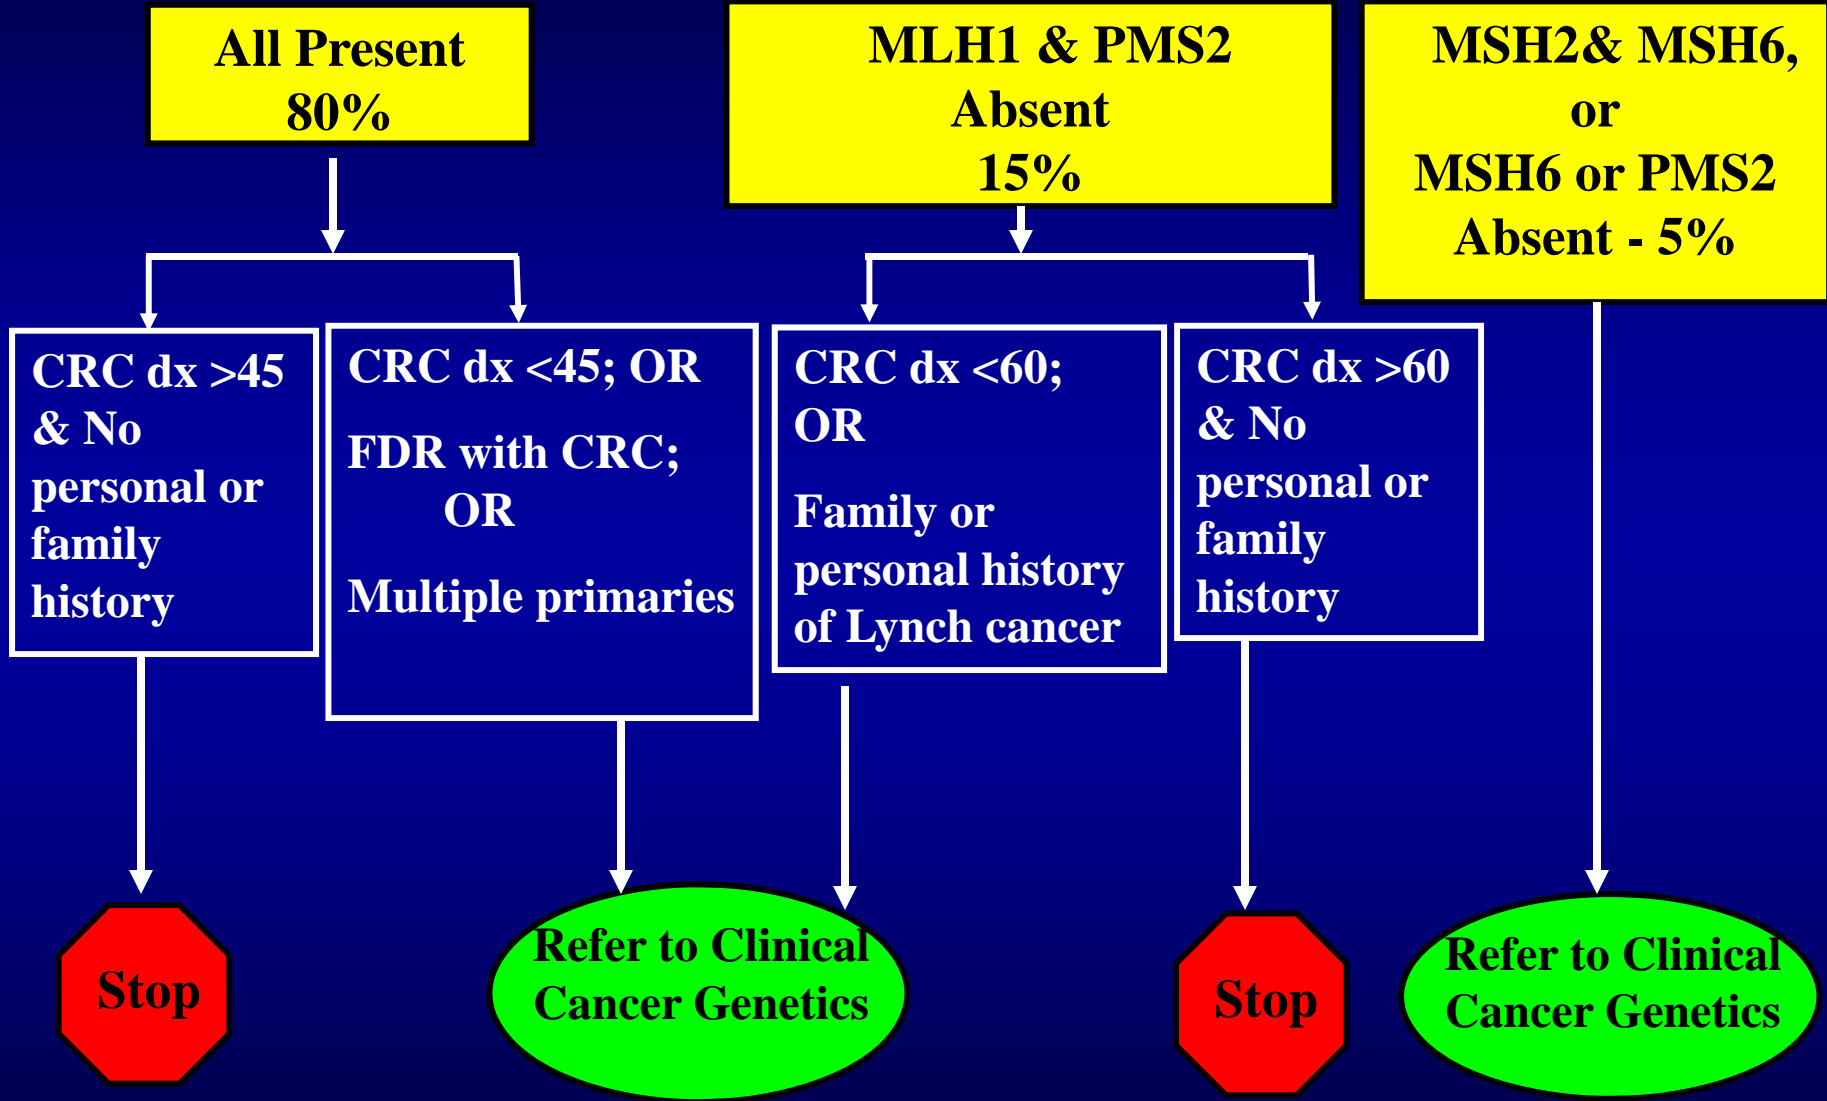 All Present
80%
MLH1 & PMS2
Absent
15%
MSH2& MSH6,
or
MSH6 or PMS2
Absent - 5%
CRC dx >45
& No
personal or
family
history
CRC dx <45; OR
FDR with CRC;
OR
Multiple primaries
CRC dx <60;
OR
Family or
personal history
of Lynch cancer
CRC dx >60
& No
personal or
family
history
Stop
Refer to Clinical
Cancer Genetics
Stop
Refer to Clinical
Cancer Genetics